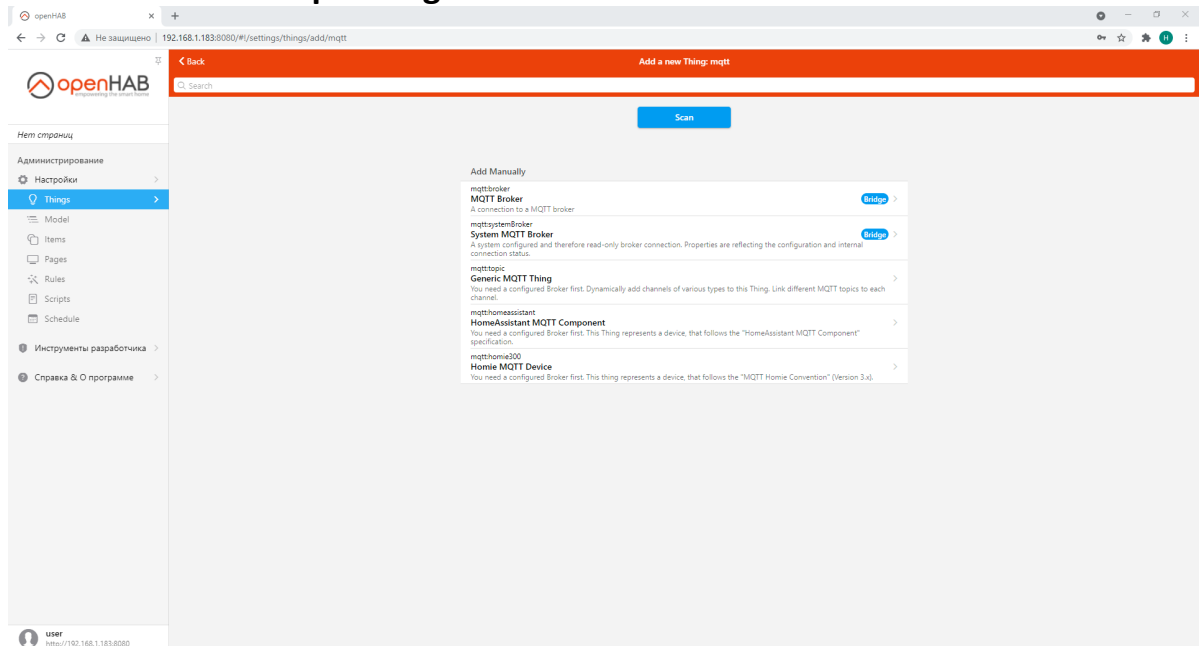 openHAB
Не защищено | 192.168.1.183:8080/#!/settings/things/add/mqtt
H
openHAB
empowering the smart home
Нет страниц
Администрирование
Настройки
Things
Model
Items
Pages
Rules
Scripts
Schedule
Инструменты разработчика
Справка & О программе
user
http://192.168.1.183:8080
Back
Add a new Thing: mqtt
Search
Scan
Add Manually
mqtt:broker
MQTT Broker
Bridge
A connection to a MQTT broker
mqtt:systemBroker
System MQTT Broker
Bridge
A system configured and therefore read-only broker connection. Properties are reflecting the configuration and internal
connection status.
mqtt:topic
Generic MQTT Thing
You need a configured Broker first. Dynamically add channels of various types to this Thing. Link different MQTT topics to each
channel.
mqtt:homeassistant
HomeAssistant MQTT Component
You need a configured Broker first. This Thing represents a device, that follows the "HomeAssistant MQTT Component"
specification.
mqtt:homie300
Homie MQTT Device
You need a configured Broker first. This thing represents a device, that follows the "MQTT Homie Convention" (Version 3.x).